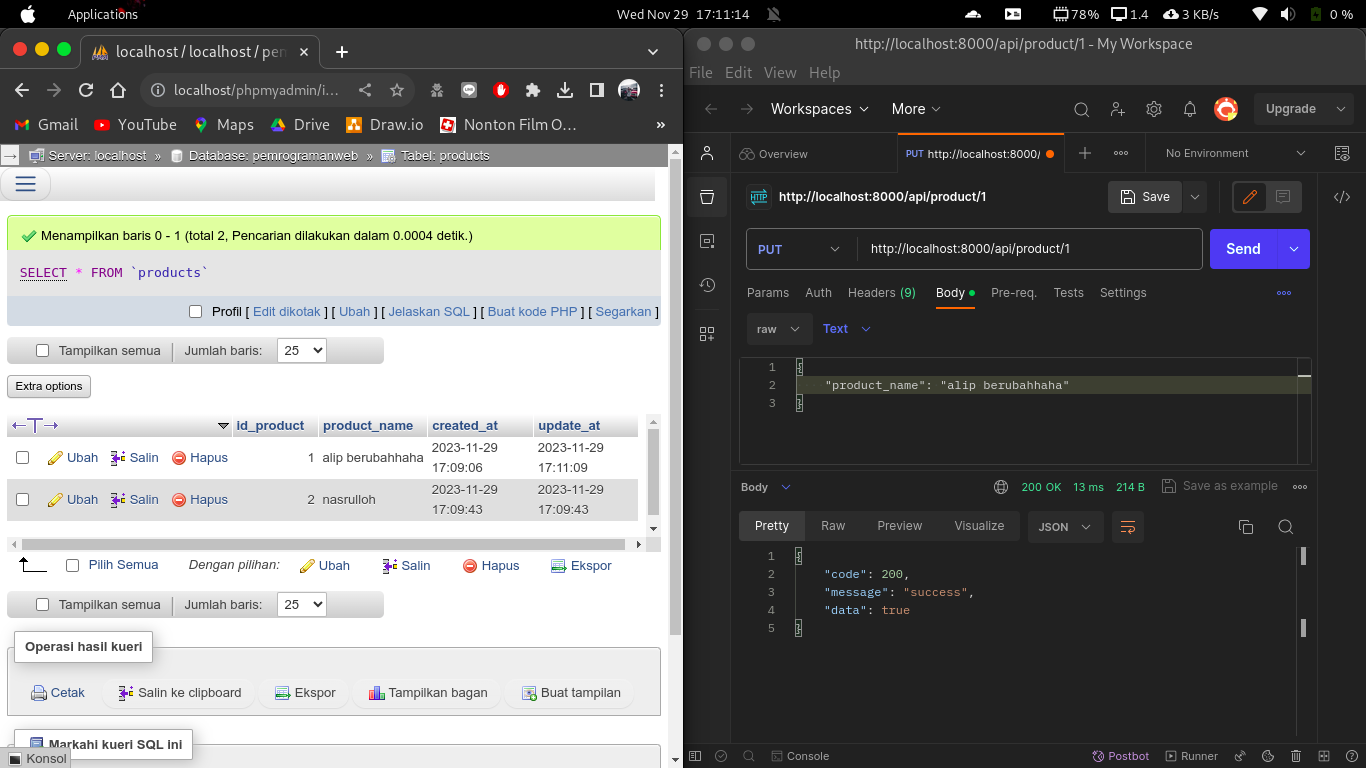 Applications
Wed Nov 29 17:11:14
78%
1.4
3 KB/s
0 %
localhost / localhost / pem
localhost/phpmyadmin/i…
Gmail YouTube Maps Drive Draw.io Nonton Film O… »
Server: localhost » Database: pemrogramanweb » Tabel: products
Menampilkan baris 0 - 1 (total 2, Pencarian dilakukan dalam 0.0004 detik.)
SELECT * FROM `products`
Profil [ Edit dikotak ] [ Ubah ] [ Jelaskan SQL ] [ Buat kode PHP ] [ Segarkan ]
Tampilkan semua Jumlah baris: 25
Extra options
id_product product_name created_at update_at
Ubah Salin Hapus 1 alip berubahhaha 2023-11-29 17:09:06 2023-11-29 17:11:09
Ubah Salin Hapus 2 nasrulloh 2023-11-29 17:09:43 2023-11-29 17:09:43
Pilih Semua Dengan pilihan: Ubah Salin Hapus Ekspor
Tampilkan semua Jumlah baris: 25
Operasi hasil kueri
Cetak Salin ke clipboard Ekspor Tampilkan bagan Buat tampilan
Markahi kueri SQL ini
Konsol
http://localhost:8000/api/product/1 - My Workspace
File Edit View Help
Workspaces More Upgrade
Overview PUT http://localhost:8000/ No Environment
HTTP http://localhost:8000/api/product/1 Save
PUT http://localhost:8000/api/product/1 Send
Params Auth Headers (9) Body Pre-req. Tests Settings
raw Text
1 {
2 "product_name": "alip berubahhaha"
3 }
Body 200 OK 13 ms 214 B Save as example
Pretty Raw Preview Visualize JSON
1 {
2 "code": 200,
3 "message": "success",
4 "data": true
5 }
Console Postbot Runner